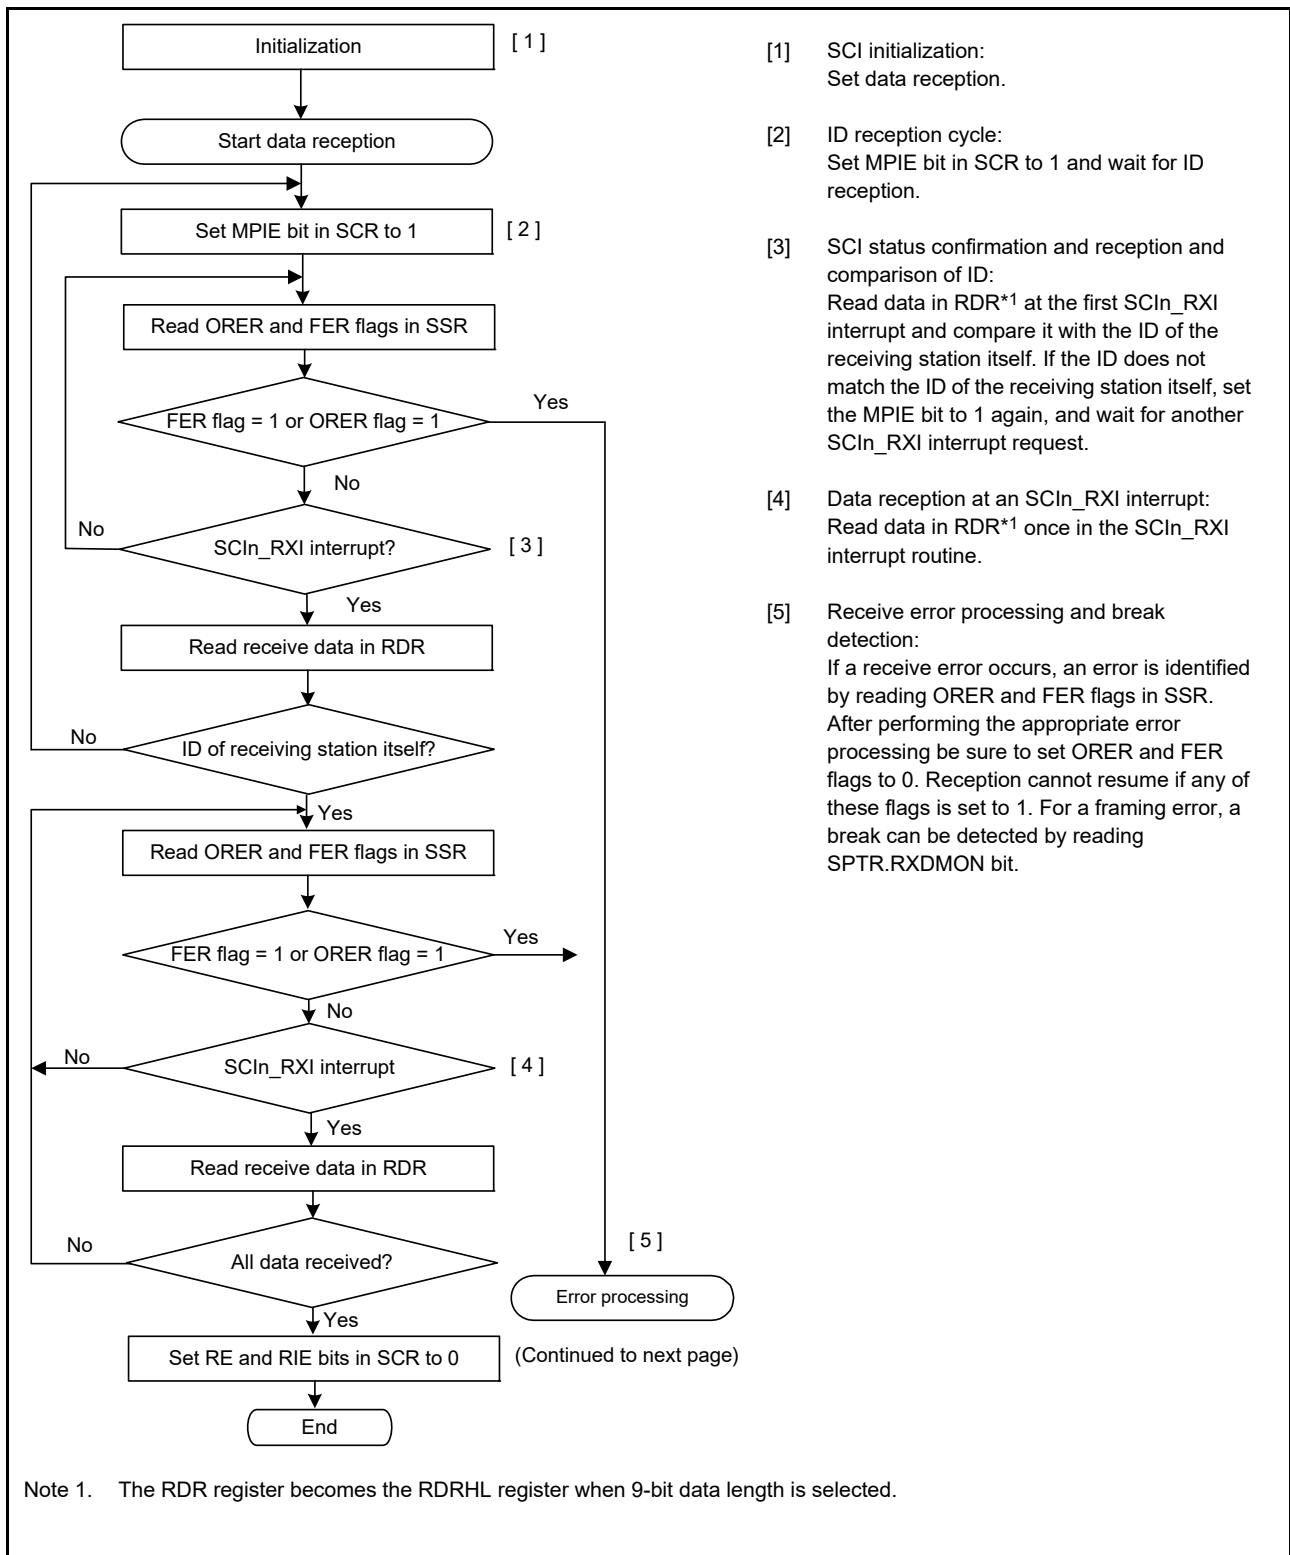 Initialization
[ 1 ]
Start data reception
Set MPIE bit in SCR to 1
[ 2 ]
Read ORER and FER flags in SSR
FER flag = 1 or ORER flag = 1
Yes
No
No
SCIn_RXI interrupt?
[ 3 ]
Yes
Read receive data in RDR
No
ID of receiving station itself?
Yes
Read ORER and FER flags in SSR
FER flag = 1 or ORER flag = 1
Yes
No
No
SCIn_RXI interrupt
[ 4 ]
Yes
Read receive data in RDR
No
All data received?
[ 5 ]
Error processing
Yes
Set RE and RIE bits in SCR to 0
(Continued to next page)
End
[1] SCI initialization:
Set data reception.
[2] ID reception cycle:
Set MPIE bit in SCR to 1 and wait for ID
reception.
[3] SCI status confirmation and reception and
comparison of ID:
Read data in RDR*1 at the first SCIn_RXI
interrupt and compare it with the ID of the
receiving station itself. If the ID does not
match the ID of the receiving station itself, set
the MPIE bit to 1 again, and wait for another
SCIn_RXI interrupt request.
[4] Data reception at an SCIn_RXI interrupt:
Read data in RDR*1 once in the SCIn_RXI
interrupt routine.
[5] Receive error processing and break
detection:
If a receive error occurs, an error is identified
by reading ORER and FER flags in SSR.
After performing the appropriate error
processing be sure to set ORER and FER
flags to 0. Reception cannot resume if any of
these flags is set to 1. For a framing error, a
break can be detected by reading
SPTR.RXDMON bit.
Note 1. The RDR register becomes the RDRHL register when 9-bit data length is selected.